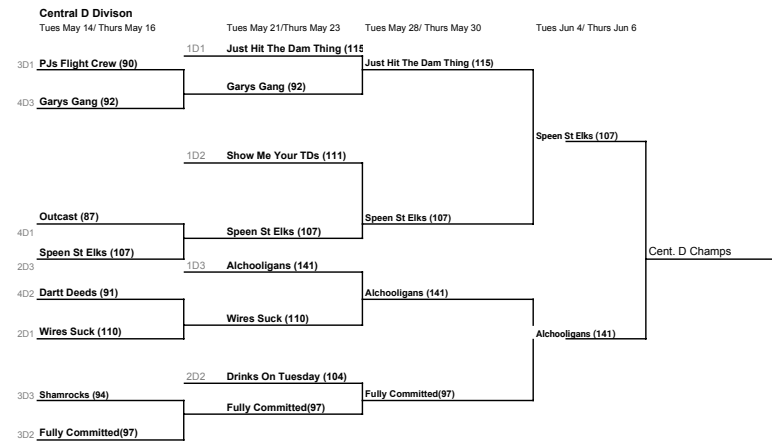 Central D Divison
Tues May 14/ Thurs May 16
Tues May 21/Thurs May 23
Tues May 28/ Thurs May 30
Tues Jun 4/ Thurs Jun 6
1D1 Just Hit The Dam Thing (115
3D1 PJs Flight Crew (90)
Just Hit The Dam Thing (115)
Garys Gang (92)
4D3 Garys Gang (92)
Speen St Elks (107)
1D2 Show Me Your TDs (111)
Outcast (87)
Speen St Elks (107)
4D1
Speen St Elks (107)
Speen St Elks (107)
Cent. D Champs
2D3
1D3 Alchooligans (141)
4D2 Dartt Deeds (91)
Alchooligans (141)
Wires Suck (110)
2D1 Wires Suck (110)
Alchooligans (141)
2D2 Drinks On Tuesday (104)
3D3 Shamrocks (94)
Fully Committed(97)
Fully Committed(97)
3D2 Fully Committed(97)